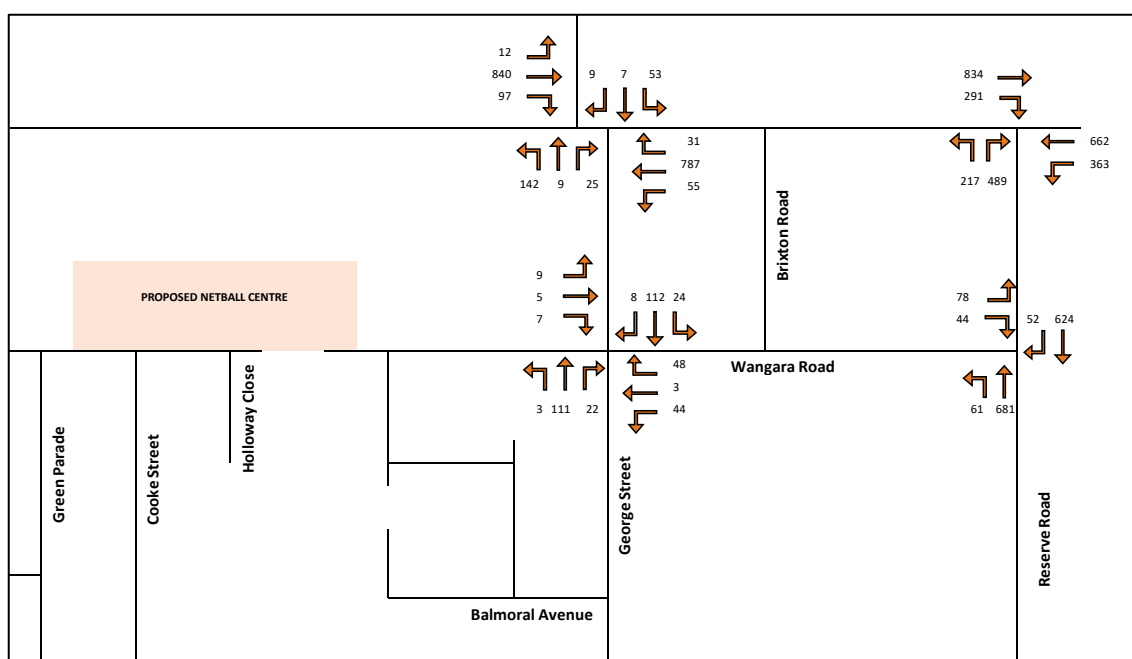 12
840
97
9 7 53
834
291
142 9 25
31
787
55
217 489
662
363
Brixton Road
PROPOSED NETBALL CENTRE
9
5
7
8 112 24
78
44
52 624
Wangara Road
3 111 22
48
3
44
61 681
Green Parade
Cooke Street
Holloway Close
George Street
Reserve Road
Balmoral Avenue